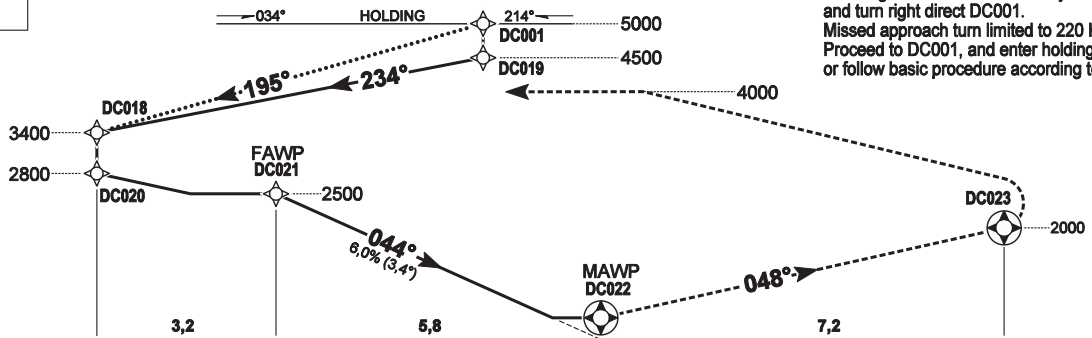 034° HOLDING 214° 5000
DC001
4500
DC019
195°
234°
and turn right direct DC001.
Missed approach turn limited to 220
Proceed to DC001, and enter holding
or follow basic procedure according
4000
DC018
3400
2800
DC020
FAWP
DC021
2500
044°
6,0% (3,4°)
MAWP
DC022
048°
DC023
2000
3,2
5,8
7,2